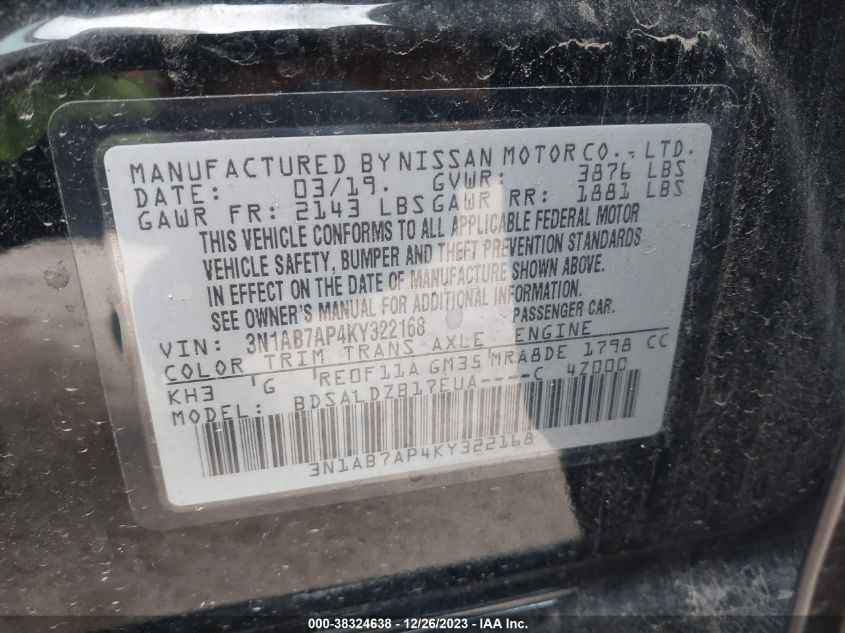 MANUFACTURED BY NISSAN MOTOR CO., LTD.
DATE: 03/19. GVWR: 3876 LBS
GAWR FR: 2143 LBS GAWR RR: 1881 LBS
THIS VEHICLE CONFORMS TO ALL APPLICABLE FEDERAL MOTOR
VEHICLE SAFETY, BUMPER AND THEFT PREVENTION STANDARDS
IN EFFECT ON THE DATE OF MANUFACTURE SHOWN ABOVE.
SEE OWNER'S MANUAL FOR ADDITIONAL INFORMATION.
VIN: 3N1AB7AP4KY322168 PASSENGER CAR.
COLOR TRIM TRANS AXLE ENGINE
KH3 G RE0F11A GM35 MRA8DE 1798 CC
MODEL: BDSALDZB17EUA----C 4Z000
3N1AB7AP4KY322168
000-38324638 - 12/26/2023 - IAA Inc.